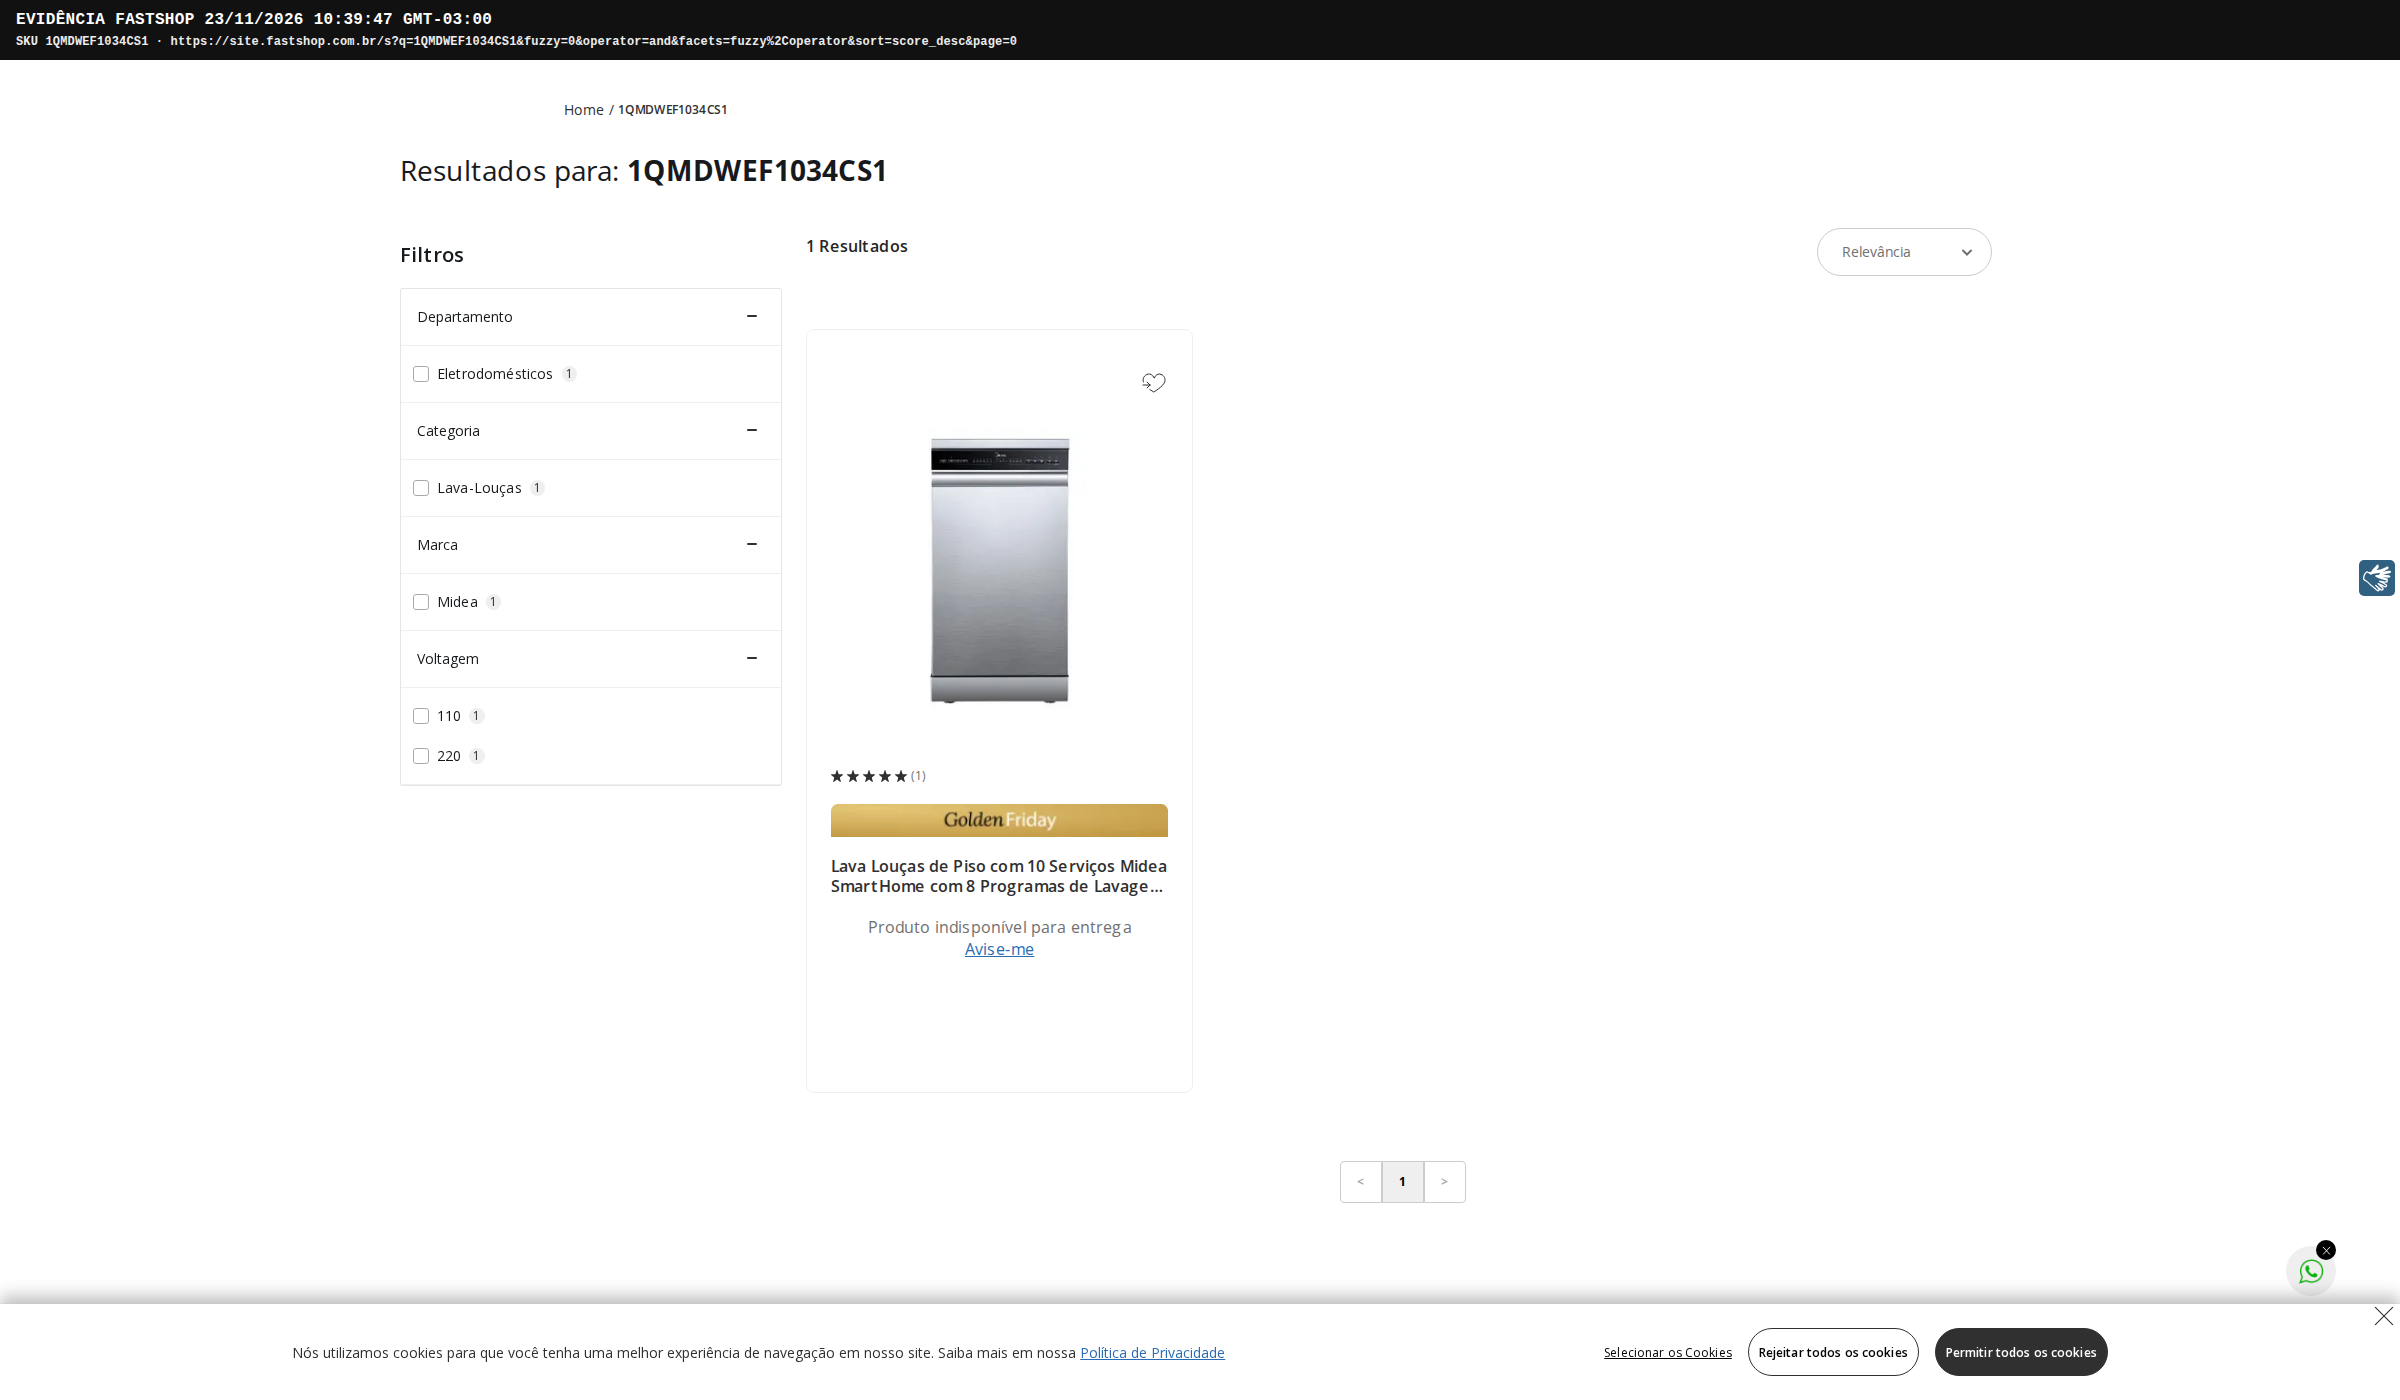 EVIDÊNCIA FASTSHOP 23/11/2026 10:39:47 GMT-03:00
SKU 1QMDWEF1034CS1 · https://site.fastshop.com.br/s?q=1QMDWEF1034CS1&fuzzy=0&operator=and&facets=fuzzy%2Coperator&sort=score_desc&page=0
Home / 1QMDWEF1034CS1
Resultados para: 1QMDWEF1034CS1
Filtros
Departamento
Eletrodomésticos 1
Categoria
Lava-Louças 1
Marca
Midea 1
Voltagem
110 1
220 1
1 Resultados
Relevância
(1)
Golden Friday
Lava Louças de Piso com 10 Serviços Midea
SmartHome com 8 Programas de Lavage...
Produto indisponível para entrega
Avise-me
< 1 >
Nós utilizamos cookies para que você tenha uma melhor experiência de navegação em nosso site. Saiba mais em nossa Política de Privacidade
Selecionar os Cookies
Rejeitar todos os cookies
Permitir todos os cookies